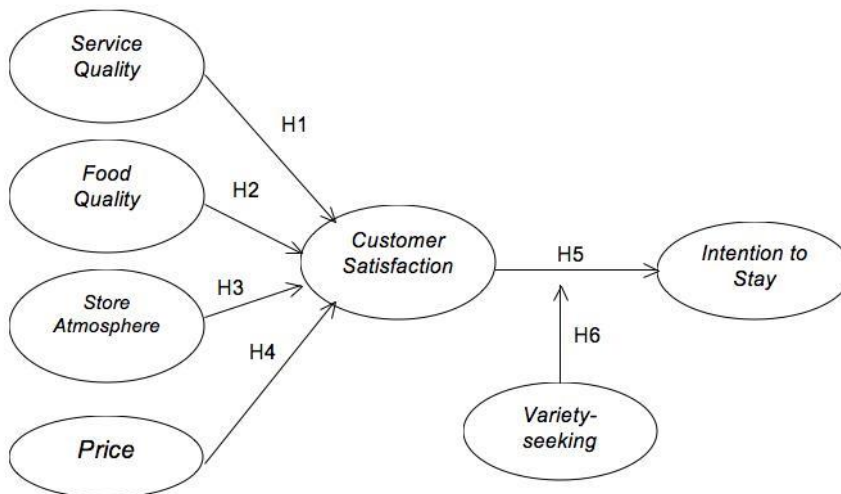 Service
Quality
H1
Food
Quality
H2
Customer
Satisfaction
H5
Intention to
Stay
Store
Atmosphere
H3
H4
H6
Price
Variety-
seeking